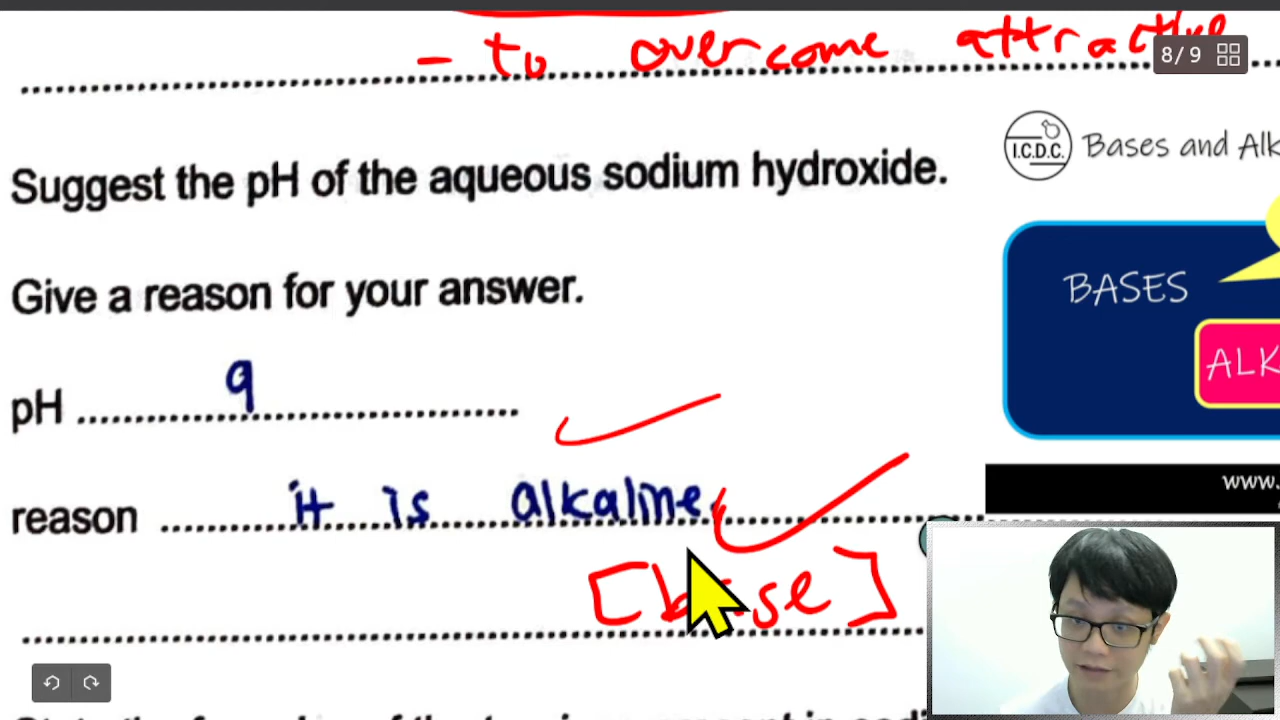 - to overcome attractive
8/9
I.C.D.C. Bases and Alk
Suggest the pH of the aqueous sodium hydroxide.
BASES
Give a reason for your answer.
ALK
pH 9
www.
reason it is alkaline
[base]